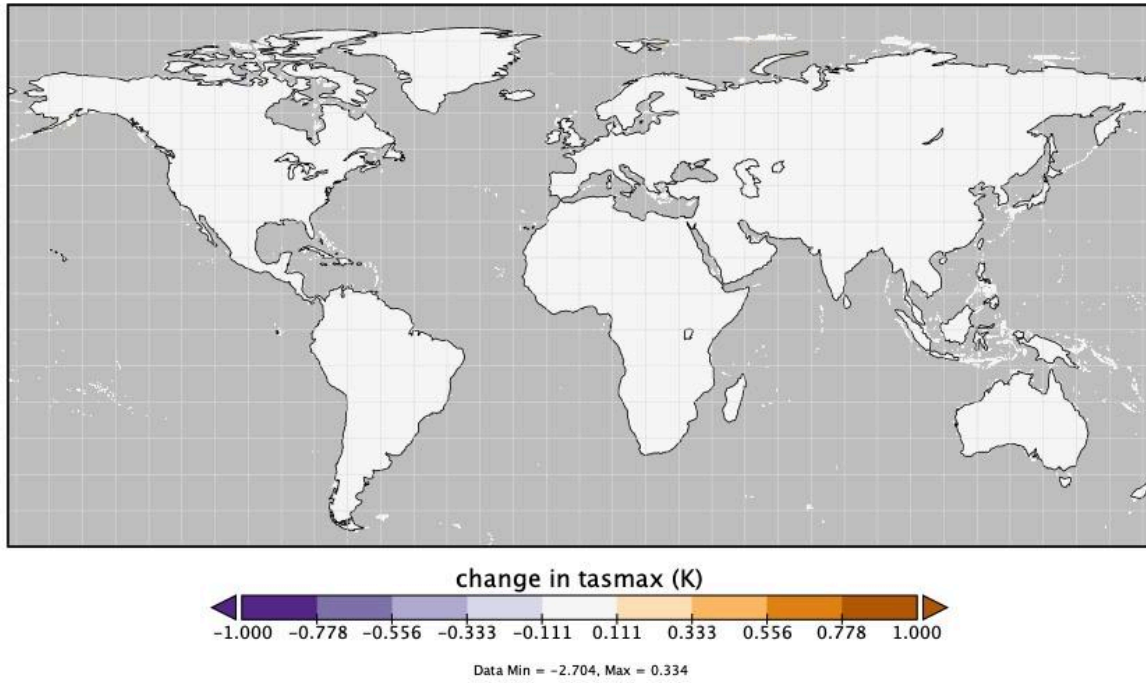 change in tasmax (K)
−1.000 −0.778 −0.556 −0.333 −0.111 0.111 0.333 0.556 0.778 1.000
Data Min = −2.704, Max = 0.334